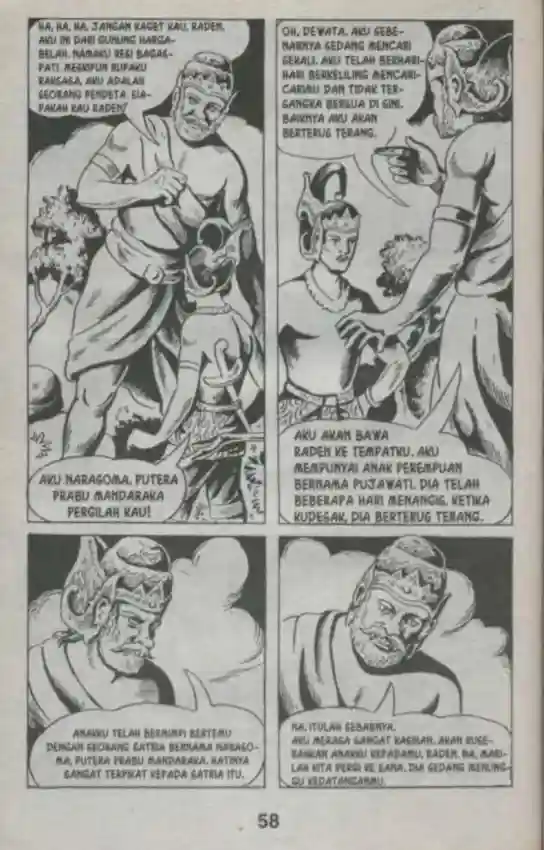 HA, HA, HA, JANGAN KAGET KAU, RADEN.
AKU INI DARI GUNUNG HARGA-
BELAH. NAMAKU RESI BAGAS-
PATI. MESKIPUN RUPAKU
RAKSASA, AKU ADALAH
SEORANG PENDETA. SIA-
PAKAH KAU RADEN?
AKU NARASOMA, PUTERA
PRABU MANDARAKA
PERGILAH KAU!
OH, DEWATA. AKU SEBE-
NARNYA SEDANG MENCARI
SEKALI. AKU TELAH BERHARI-
HARI BERKELILING MENCARI-
CARIMU DAN TIDAK TER-
SANGKA BERSUA DI SINI.
BAIKNYA AKU AKAN
BERTERUS TERANG.
AKU AKAN BAWA
RADEN KE TEMPATKU. AKU
MEMPUNYAI ANAK PEREMPUAN
BERNAMA PUJAWATI. DIA TELAH
BEBERAPA HARI MENANGIS. KETIKA
KUDESAK, DIA BERTERUS TERANG.
ANAKKU TELAH BERMIMPI BERTEMU
DENGAN SEORANG SATRIA BERNAMA NARASO-
MA, PUTERA PRABU MANDARAKA. HATINYA
SANGAT TERPIKAT KEPADA SATRIA ITU.
NA, ITULAH SEBABNYA.
AKU MERASA SANGAT KASIHAN. AKAN KUSE-
RAHKAN ANAKKU KEPADAMU, RADEN. NA, MARI-
LAH KITA PERGI KE SANA. DIA SEDANG MENUNG-
GU KEDATANGANMU.
58